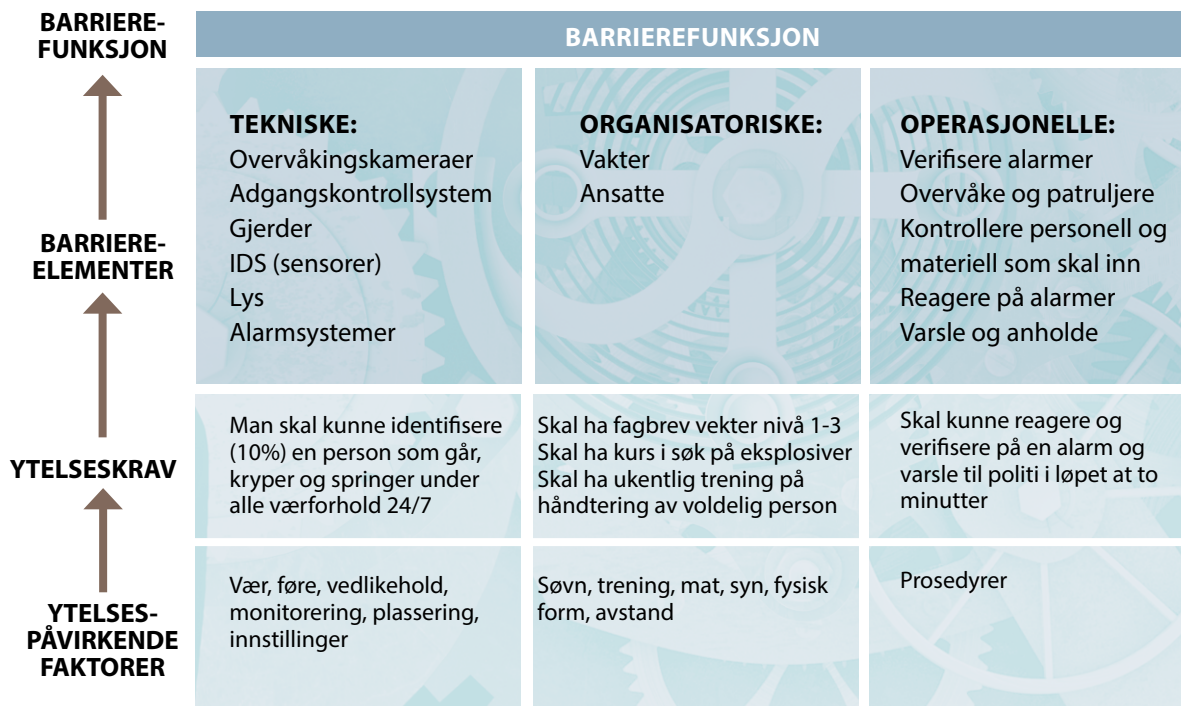 BARRIERE-
FUNKSJON
BARRIEREFUNKSJON
BARRIERE-
ELEMENTER
TEKNISKE:
Overvåkingskameraer
Adgangskontrollsystem
Gjerder
IDS (sensorer)
Lys
Alarmsystemer
ORGANISATORISKE:
Vakter
Ansatte
OPERASJONELLE:
Verifisere alarmer
Overvåke og patruljere
Kontrollere personell og
materiell som skal inn
Reagere på alarmer
Varsle og anholde
YTELSESKRAV
Man skal kunne identifisere
(10%) en person som går,
kryper og springer under
alle værforhold 24/7
Skal ha fagbrev vekter nivå 1-3
Skal ha kurs i søk på eksplosiver
Skal ha ukentlig trening på
håndtering av voldelig person
Skal kunne reagere og
verifisere på en alarm og
varsle til politi i løpet at to
minutter
YTELSES-
PÅVIRKENDE
FAKTORER
Vær, føre, vedlikehold,
monitorering, plassering,
innstillinger
Søvn, trening, mat, syn, fysisk
form, avstand
Prosedyrer